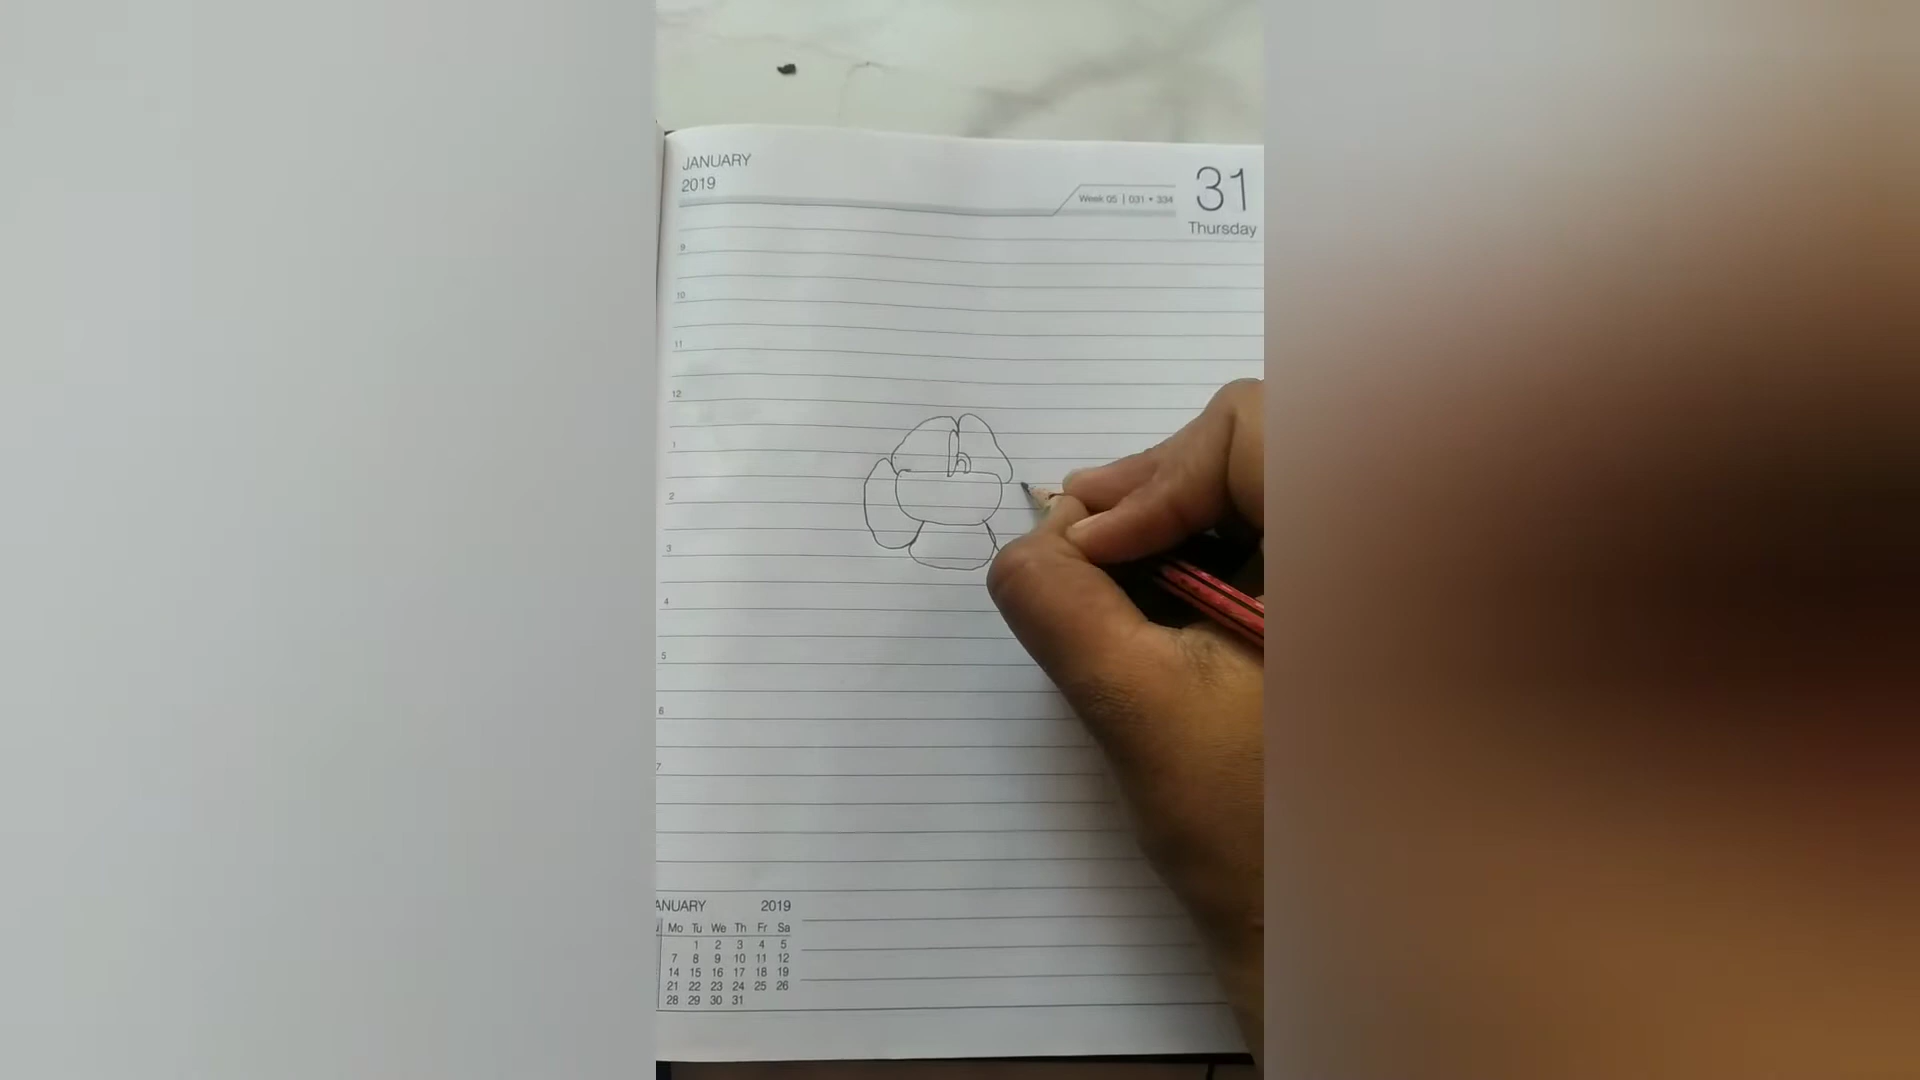 JANUARY
2019
Week 05 | 031 • 334
31
Thursday
9
10
11
12
1
2
3
4
5
6
7
ANUARY 2019
Mo Tu We Th Fr Sa
1 2 3 4 5
7 8 9 10 11 12
14 15 16 17 18 19
21 22 23 24 25 26
28 29 30 31